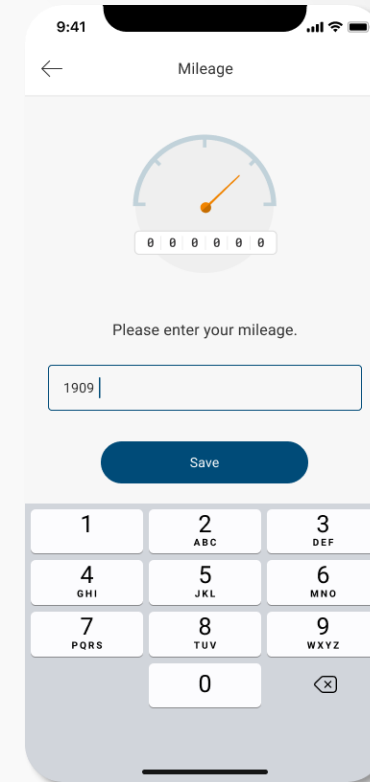 9:41
Mileage
0 0 0 0 0 0
Please enter your mileage.
1909
Save
1 2 3
ABC DEF
4 5 6
GHI JKL MNO
7 8 9
PQRS TUV WXYZ
0